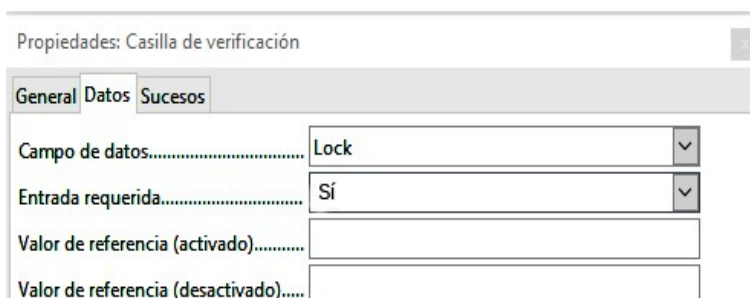 Propiedades: Casilla de verificación
General Datos Sucesos
Campo de datos.................................. Lock
Entrada requerida............................... Sí
Valor de referencia (activado)...........
Valor de referencia (desactivado).....